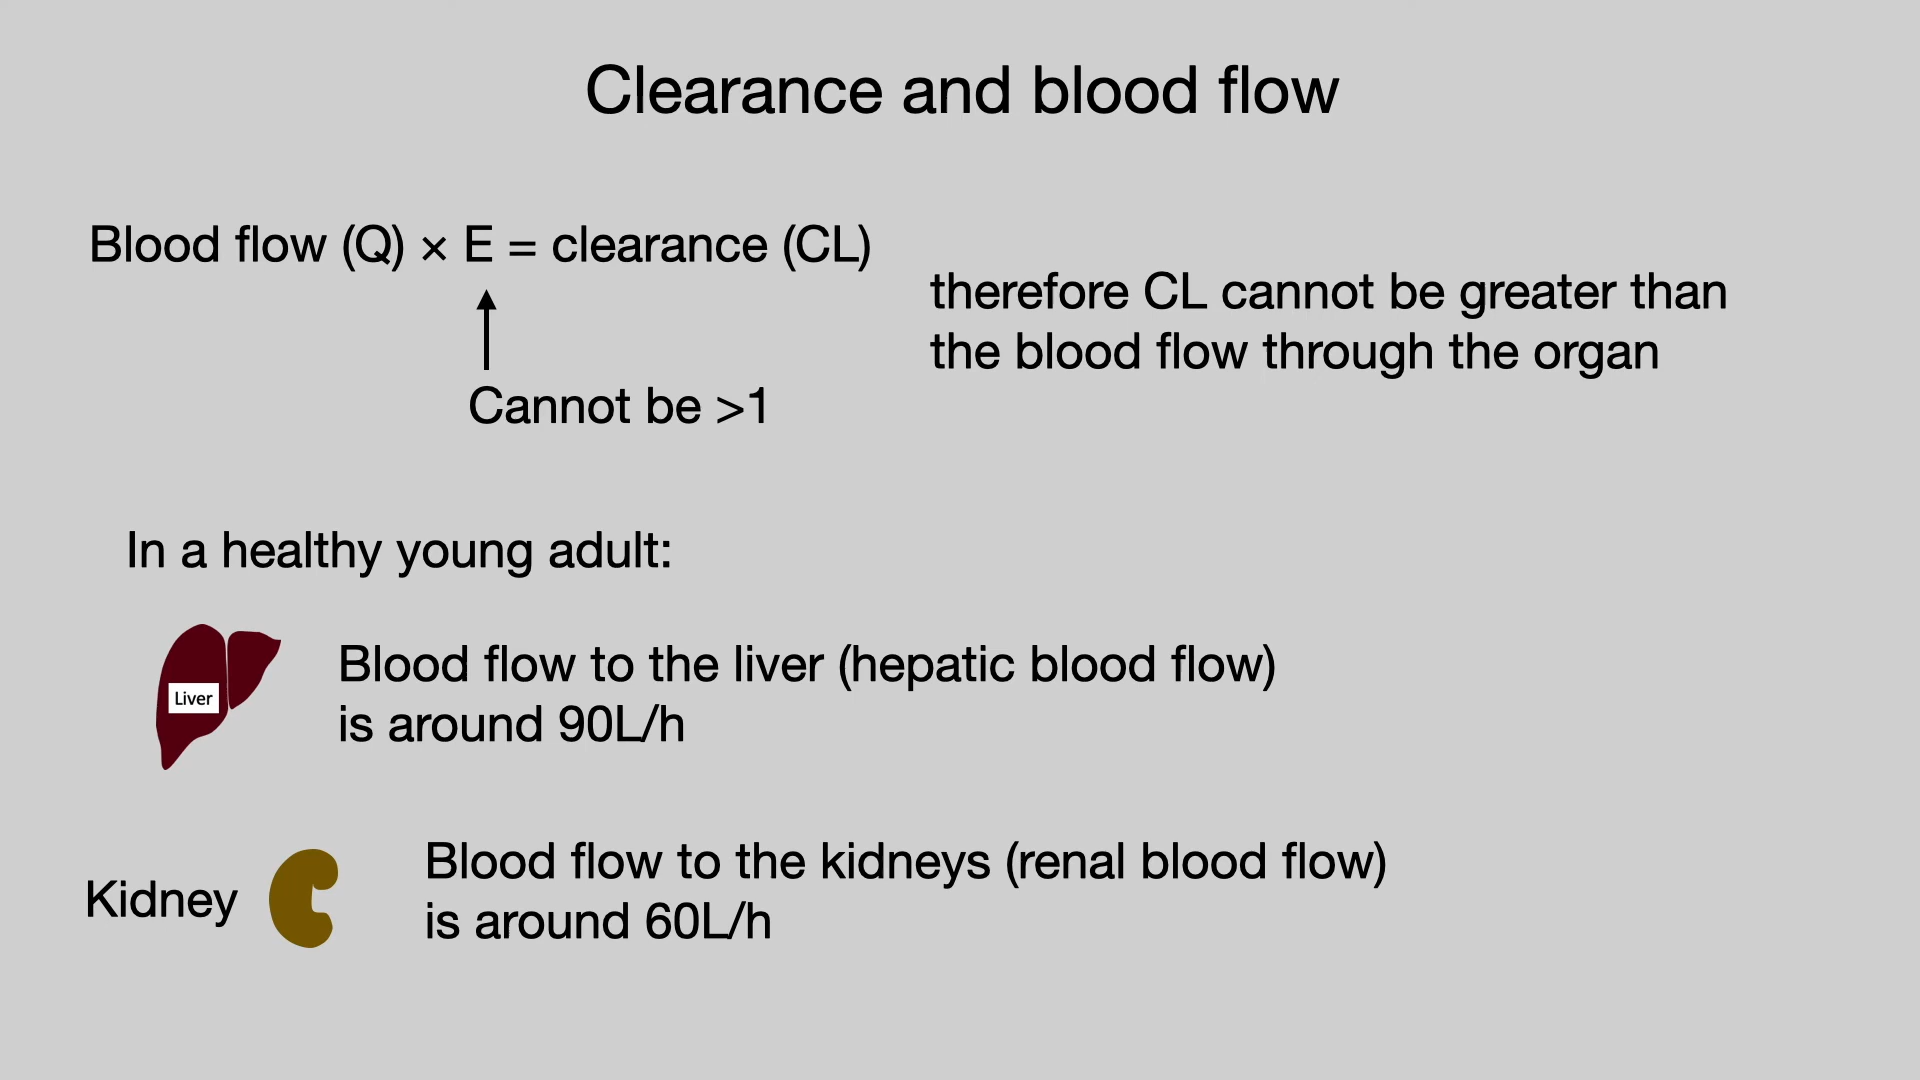 Clearance and blood flow
Blood flow (Q) × E = clearance (CL)
therefore CL cannot be greater than
the blood flow through the organ
Cannot be >1
In a healthy young adult:
Liver
Blood flow to the liver (hepatic blood flow)
is around 90L/h
Kidney
Blood flow to the kidneys (renal blood flow)
is around 60L/h